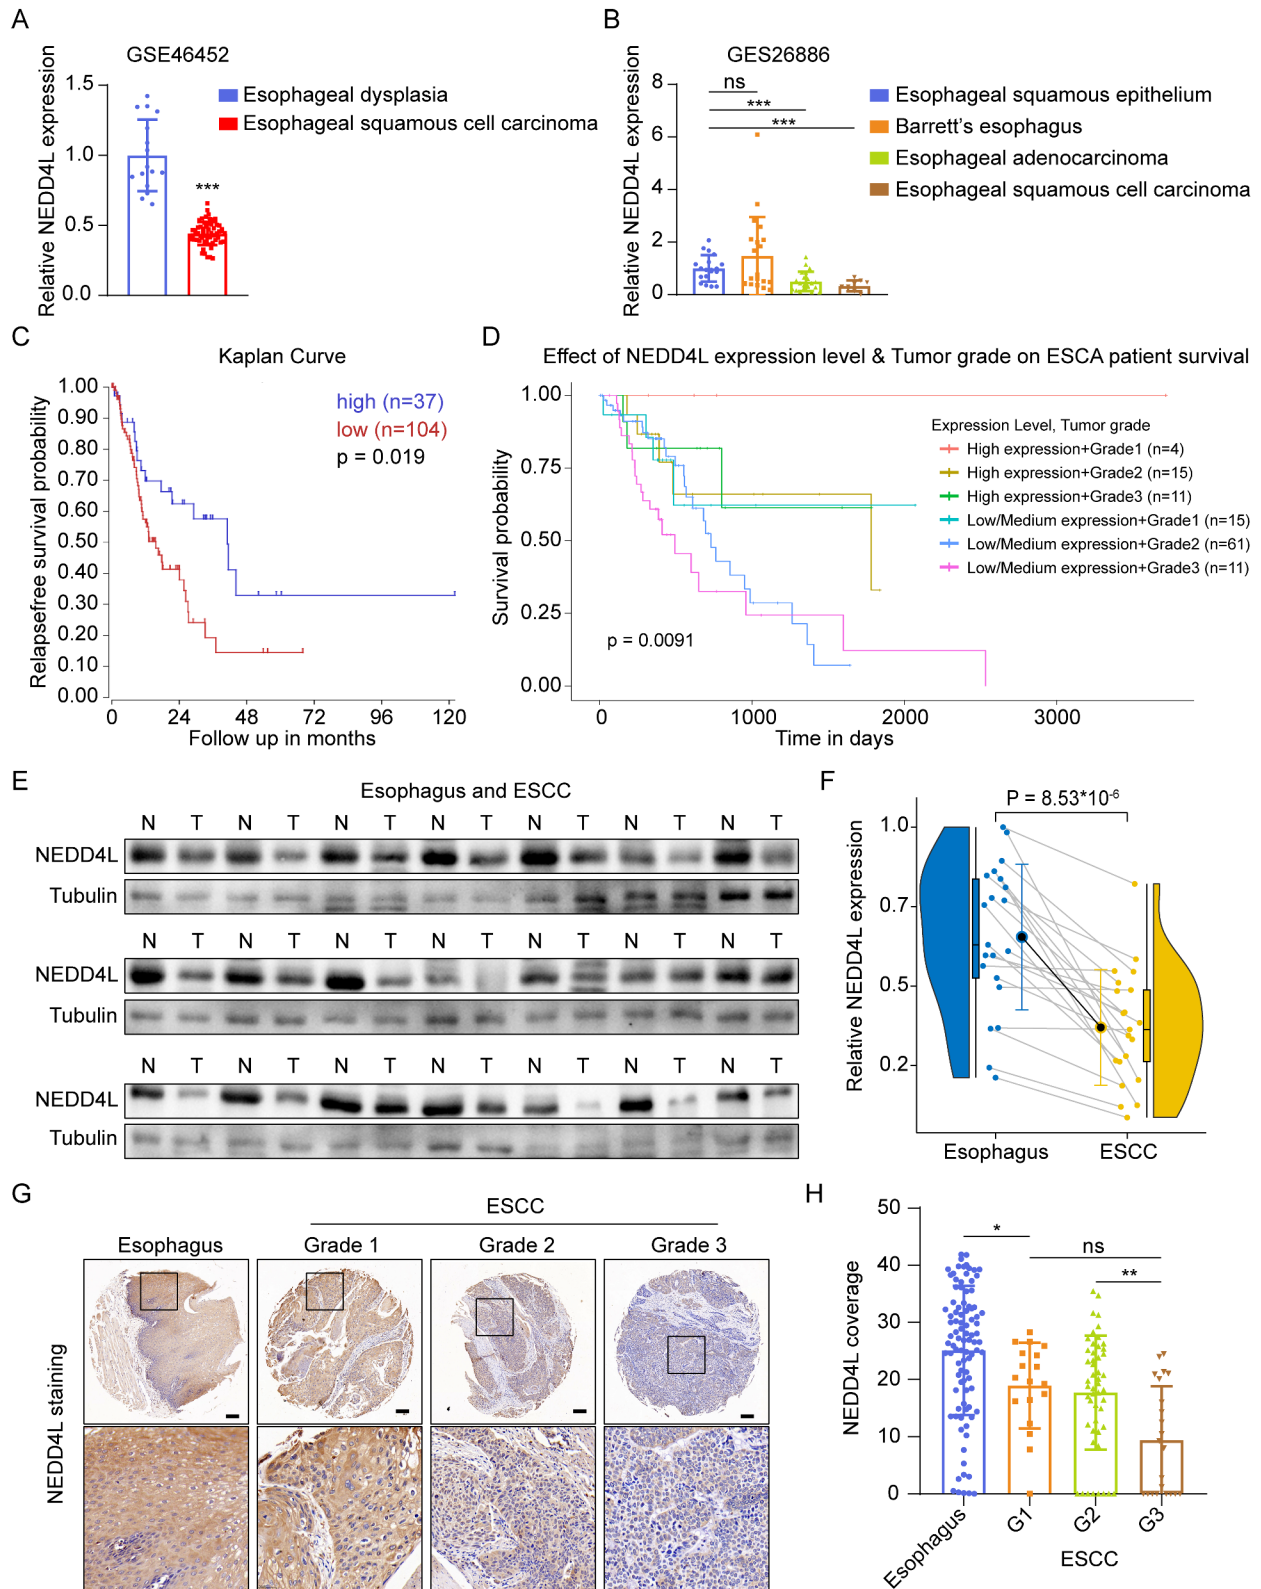 A
GSE46452
Relative NEDD4L expression
1.5
1.0
0.5
0.0
***
Esophageal dysplasia
Esophageal squamous cell carcinoma
B
GES26886
Relative NEDD4L expression
8
6
4
2
0
ns
***
***
Esophageal squamous epithelium
Barrett's esophagus
Esophageal adenocarcinoma
Esophageal squamous cell carcinoma
C
Kaplan Curve
Relapsefree survival probability
1.00
0.90
0.80
0.70
0.60
0.50
0.40
0.30
0.20
0.10
0.00
high (n=37)
low (n=104)
p = 0.019
0 24 48 72 96 120
Follow up in months
D
Effect of NEDD4L expression level & Tumor grade on ESCA patient survival
Survival probability
1.00
0.75
0.50
0.25
0.00
Expression Level, Tumor grade
High expression+Grade1 (n=4)
High expression+Grade2 (n=15)
High expression+Grade3 (n=11)
Low/Medium expression+Grade1 (n=15)
Low/Medium expression+Grade2 (n=61)
Low/Medium expression+Grade3 (n=11)
p = 0.0091
0 1000 2000 3000
Time in days
E
Esophagus and ESCC
N T N T N T N T N T N T N T
NEDD4L
Tubulin
N T N T N T N T N T N T N T
NEDD4L
Tubulin
N T N T N T N T N T N T N T
NEDD4L
Tubulin
F
P = 8.53*10-6
Relative NEDD4L expression
1.0
0.7
0.5
0.2
Esophagus ESCC
G
ESCC
Esophagus Grade 1 Grade 2 Grade 3
NEDD4L staining
H
NEDD4L coverage
50
40
30
20
10
0
*
ns
**
Esophagus G1 G2 G3
ESCC